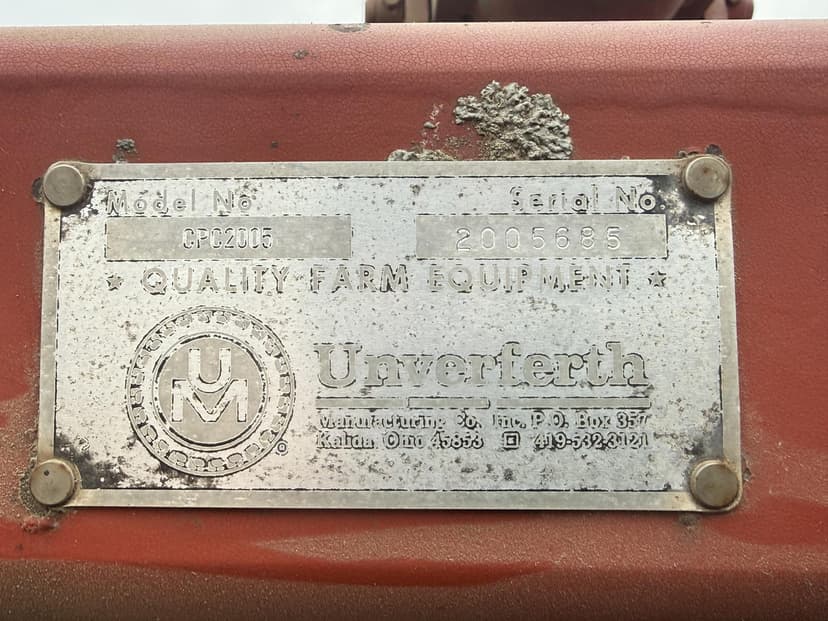 Model No Serial No.
CPC2005 2005685
★ QUALITY FARM EQUIPMENT ★
UM ®
Unverferth
Manufacturing Co., Inc. P.O. Box 357
Kalida, Ohio 45853 419-532-3121